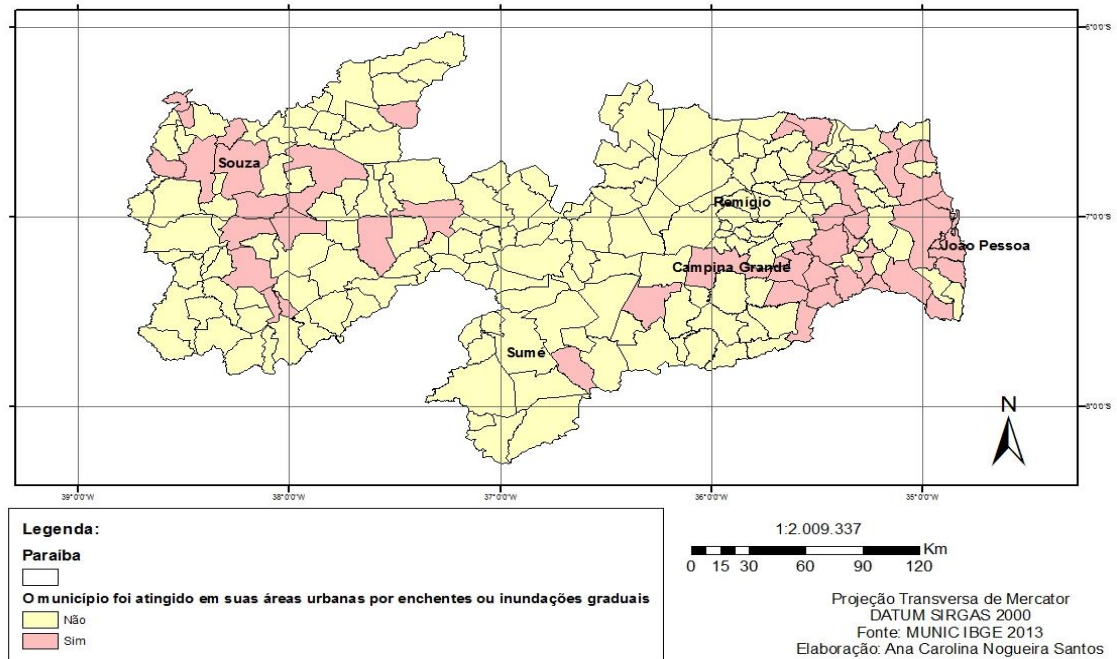 6°0'0"S
Souza
Remígio
7°0'0"S
João Pessoa
Campina Grande
Sumé
8°0'0"S
N
39°0'0"W
38°0'0"W
37°0'0"W
36°0'0"W
35°0'0"W
Legenda:
Paraíba
O município foi atingido em suas áreas urbanas por enchentes ou inundações graduais
Não
Sim
1:2.009.337
Km
0 15 30 60 90 120
Projeção Transversa de Mercator
DATUM SIRGAS 2000
Fonte: MUNIC IBGE 2013
Elaboração: Ana Carolina Nogueira Santos